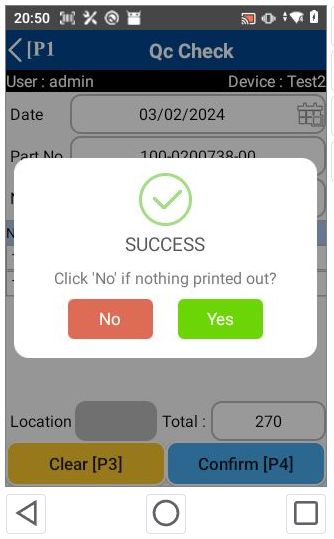 20:50
[P1
Qc Check
User : admin
Device : Test2
Date
03/02/2024
Part No
100-0200738-00
N
SUCCESS
Click 'No' if nothing printed out?
No
Yes
Location
Total :
270
Clear [P3]
Confirm [P4]